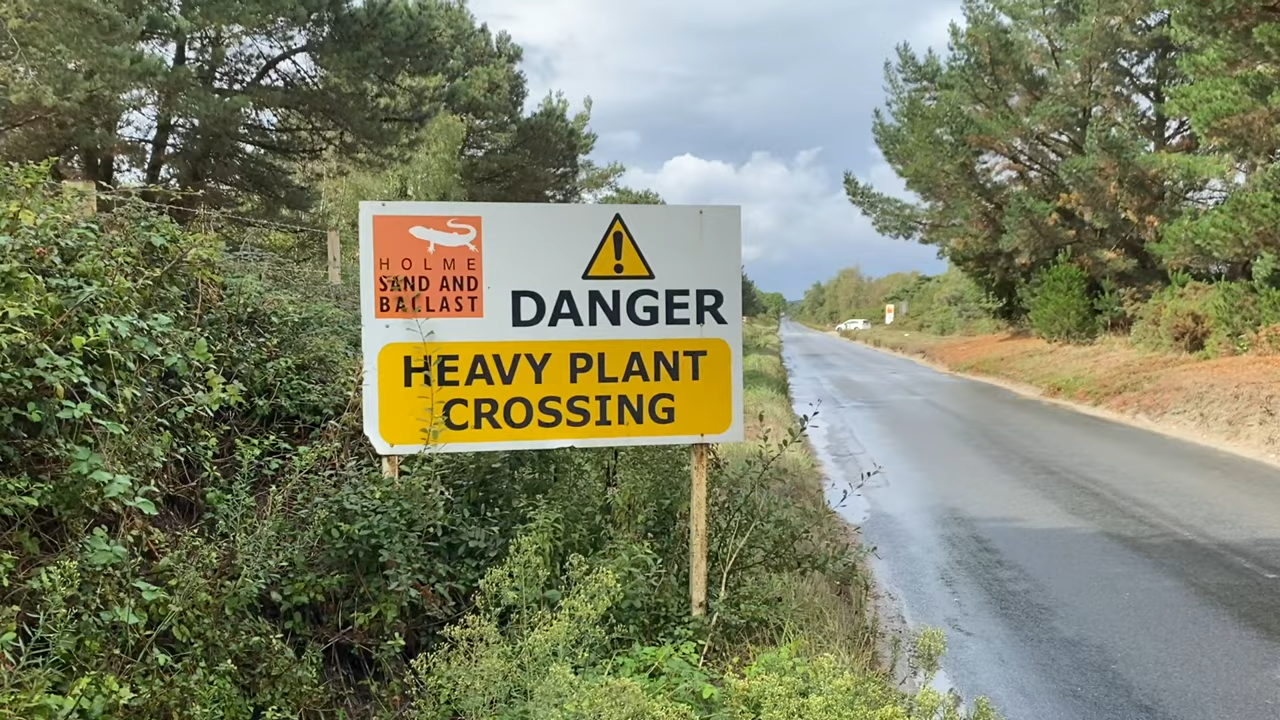 HOLME
SAND AND
BALLAST
DANGER
HEAVY PLANT
CROSSING